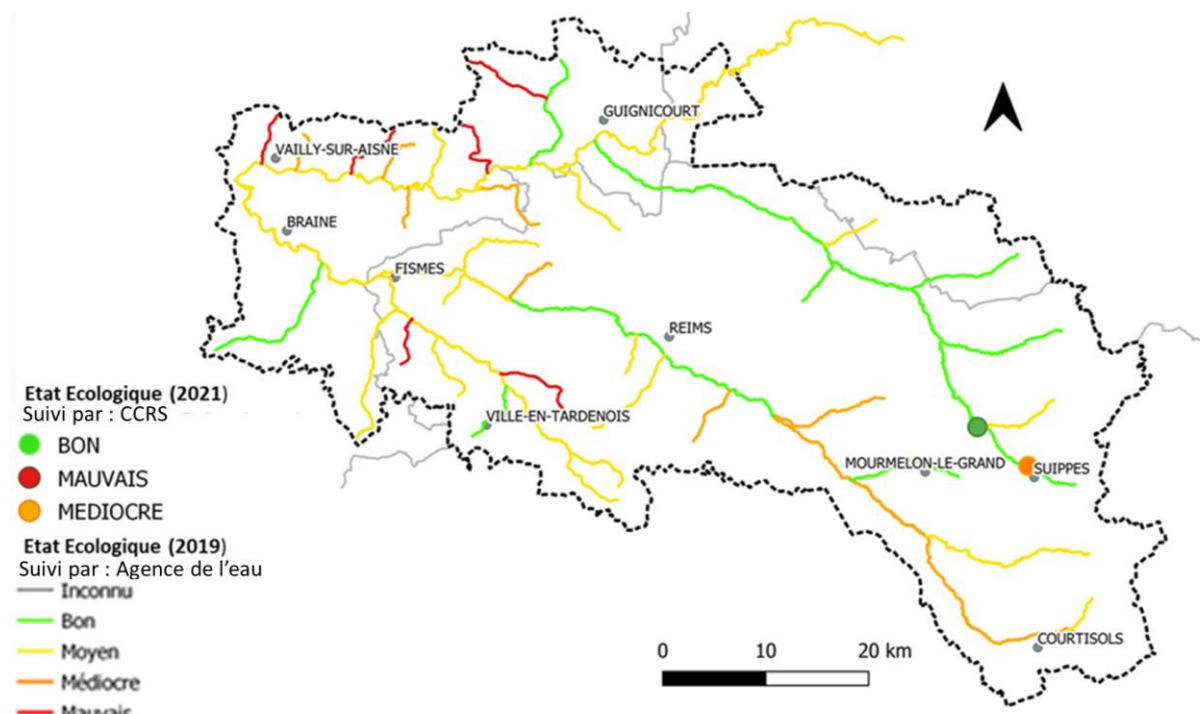 GUIGNICOURT
VAILLY-SUR-AISNE
BRAINE
FISMES
REIMS
VILLE-EN-TARDENOIS
MOURMELON-LE-GRAND
SUIPPES
COURTISOLS
Etat Ecologique (2021)
Suivi par : CCRS
BON
MAUVAIS
MEDIOCRE
Etat Ecologique (2019)
Suivi par : Agence de l'eau
Inconnu
Bon
Moyen
Médiocre
Mauvais
0 10 20 km